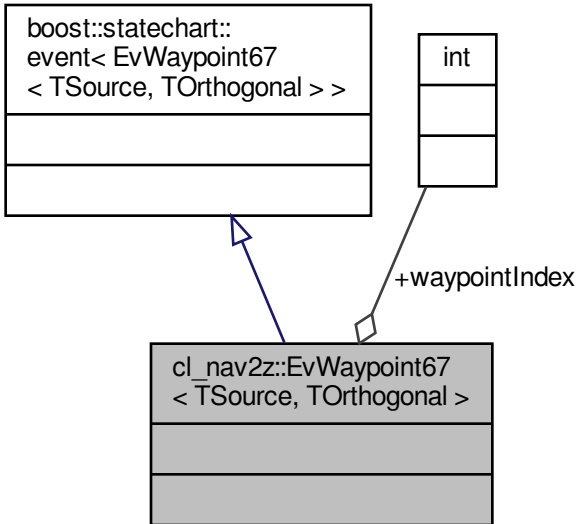 boost::statechart::
event< EvWaypoint67
< TSource, TOrthogonal > >
int
+waypointIndex
cl_nav2z::EvWaypoint67
< TSource, TOrthogonal >